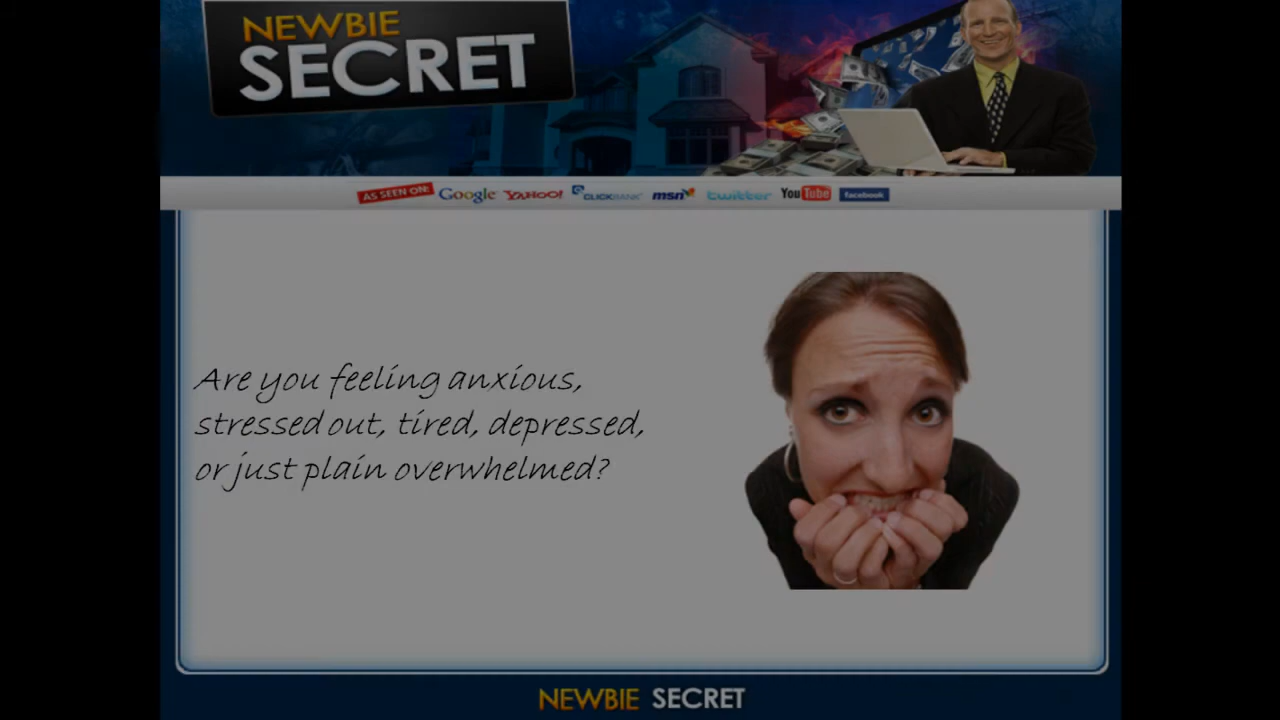 NEWBIE
SECRET
AS SEEN ON: Google YAHOO! CLICKBANK msn twitter YouTube facebook
Are you feeling anxious,
stressed out, tired, depressed,
or just plain overwhelmed?
NEWBIE SECRET